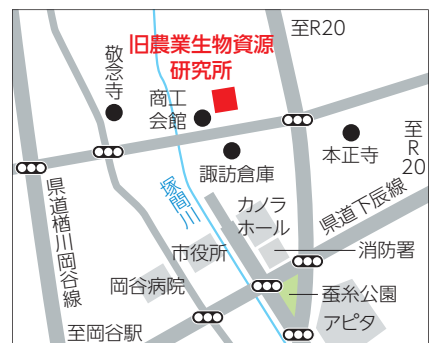 旧農業生物資源
研究所
至R20
敬念寺
商工
会館
本正寺
至R20
諏訪倉庫
塚間川
県道楢川岡谷線
カノラ
ホール
県道下辰線
市役所
消防署
岡谷病院
蚕糸公園
アピタ
至岡谷駅